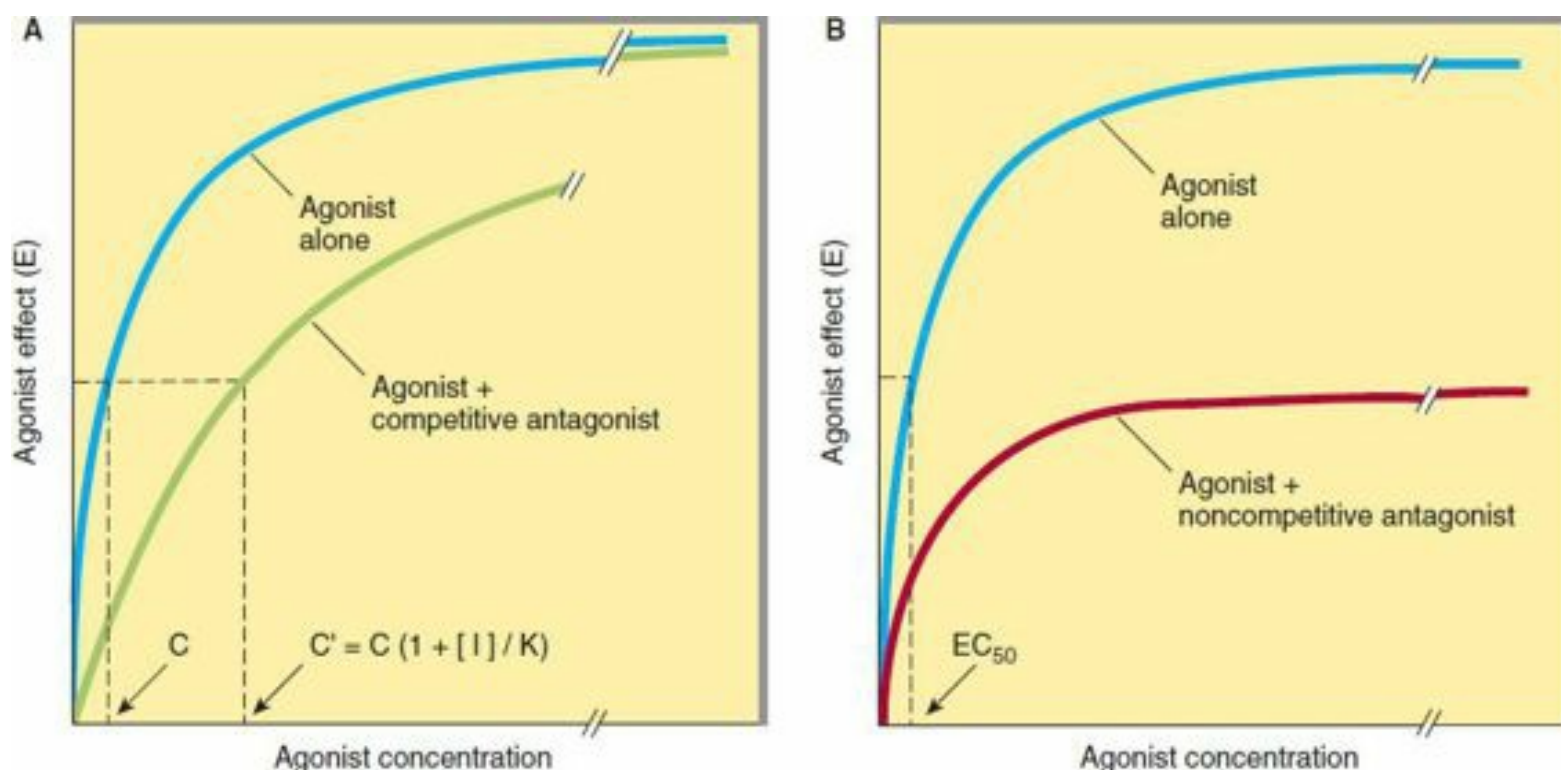 A
Agonist effect (E)
Agonist
alone
Agonist +
competitive antagonist
C
C' = C (1 + [ I ] / K)
Agonist concentration
B
Agonist effect (E)
Agonist
alone
Agonist +
noncompetitive antagonist
EC₅₀
Agonist concentration